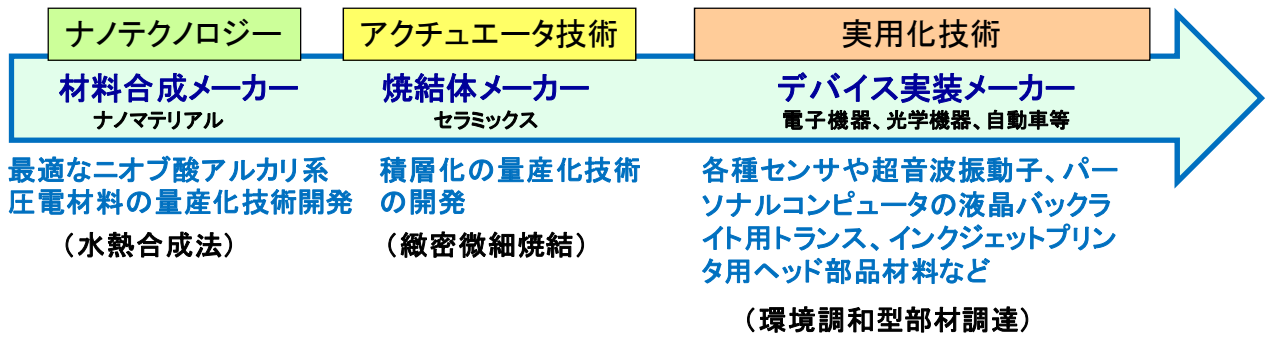 ナノテクノロジー
アクチュエータ技術
実用化技術
材料合成メーカー
ナノマテリアル
焼結体メーカー
セラミックス
デバイス実装メーカー
電子機器、光学機器、自動車等
最適なニオブ酸アルカリ系
圧電材料の量産化技術開発
（水熱合成法）
積層化の量産化技術
の開発
（緻密微細焼結）
各種センサや超音波振動子、パー
ソナルコンピュータの液晶バックラ
イト用トランス、インクジェットプリン
タ用ヘッド部品材料など
（環境調和型部材調達）